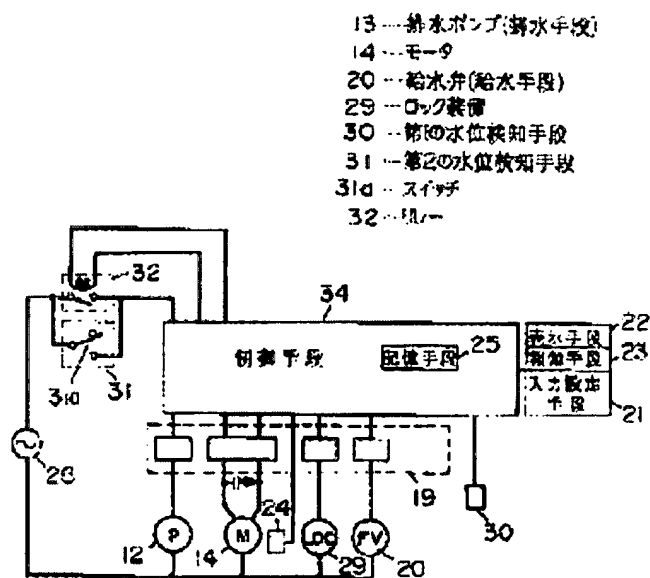 13…排水ポンプ(排水手段)
14…モータ
20…給水弁(給水手段)
29…ロック装置
30…第1の水位検知手段
31…第2の水位検知手段
31a…スイッチ
32…リレー
32
34
31a
31
制御手段
記憶手段
25
表示手段
22
報知手段
23
入力設定
手段
21
26
19
24
30
P
M
LOC
FV
12
14
29
20